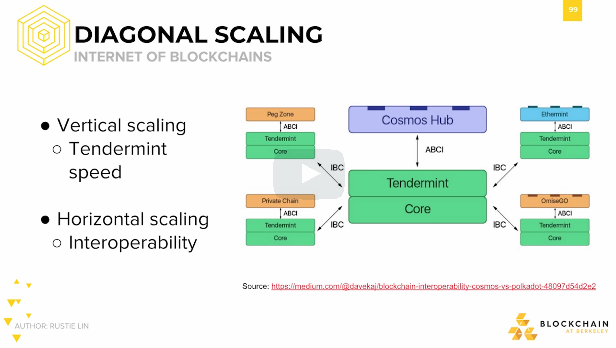 99
DIAGONAL SCALING
INTERNET OF BLOCKCHAINS
● Vertical scaling
○ Tendermint
speed
● Horizontal scaling
○ Interoperability
Peg Zone
ABCI
Tendermint
Core
Cosmos Hub
ABCI
Tendermint
Core
Ethermint
ABCI
Tendermint
Core
IBC
IBC
Private Chain
ABCI
Tendermint
Core
IBC
IBC
OmiseGO
ABCI
Tendermint
Core
Source: https://medium.com/@davekaj/blockchain-interoperability-cosmos-vs-polkadot-48097d54d2e2
AUTHOR: RUSTIE LIN
BLOCKCHAIN
AT BERKELEY